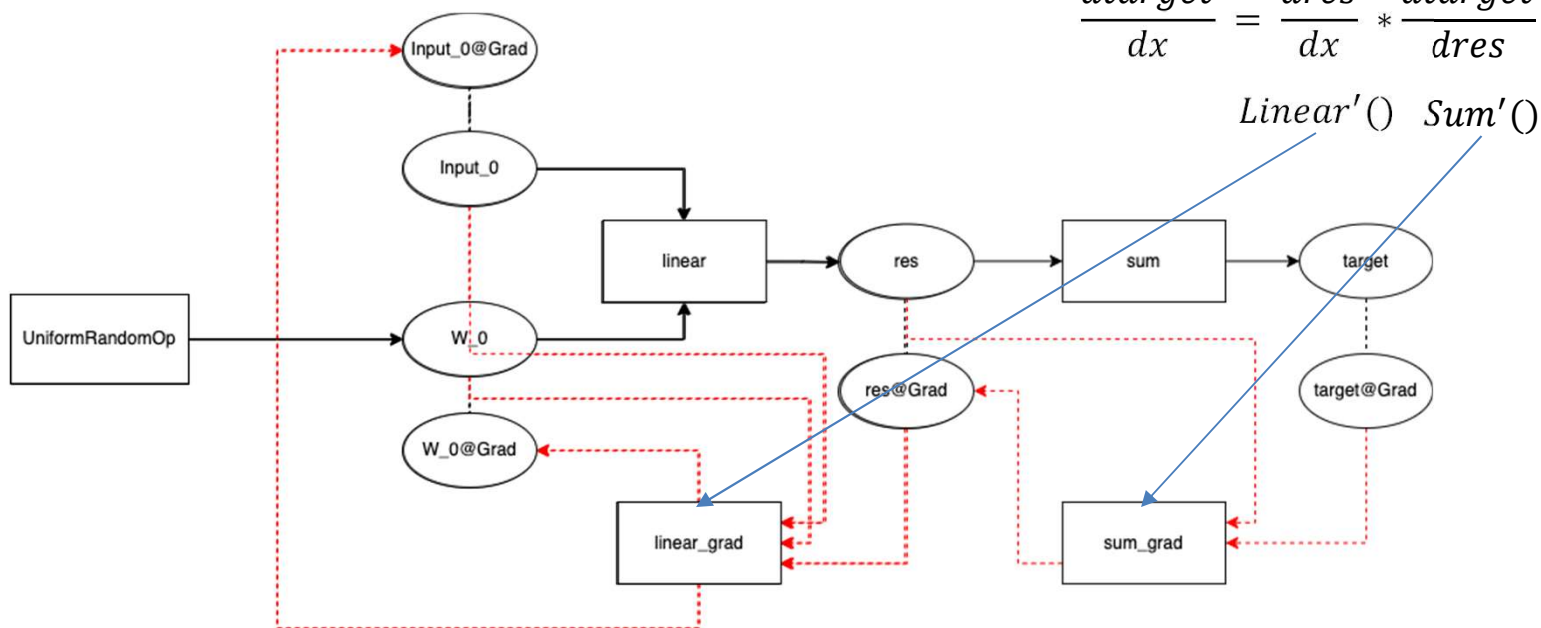 dx = dx * dres
Linear'() Sum'()
Input_0@Grad
Input_0
linear
res
sum
target
UniformRandomOp
W_0
res@Grad
target@Grad
W_0@Grad
linear_grad
sum_grad